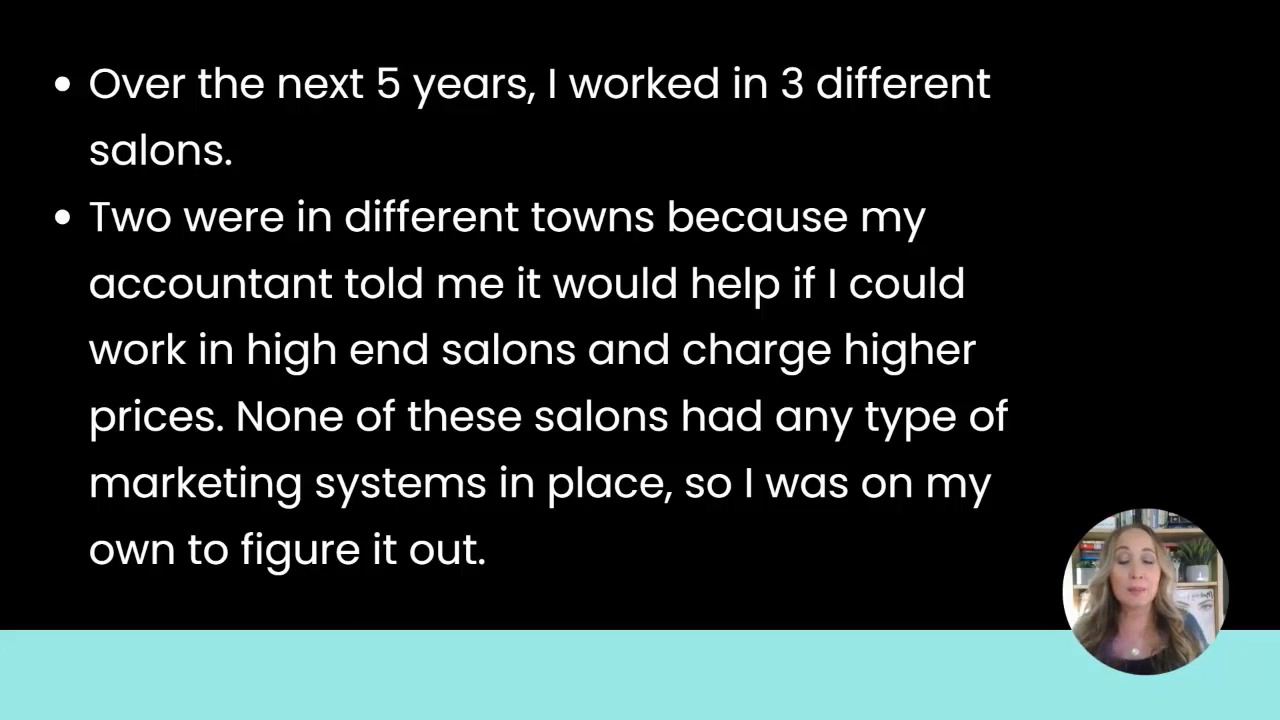 • Over the next 5 years, I worked in 3 different
salons.
• Two were in different towns because my
accountant told me it would help if I could
work in high end salons and charge higher
prices. None of these salons had any type of
marketing systems in place, so I was on my
own to figure it out.